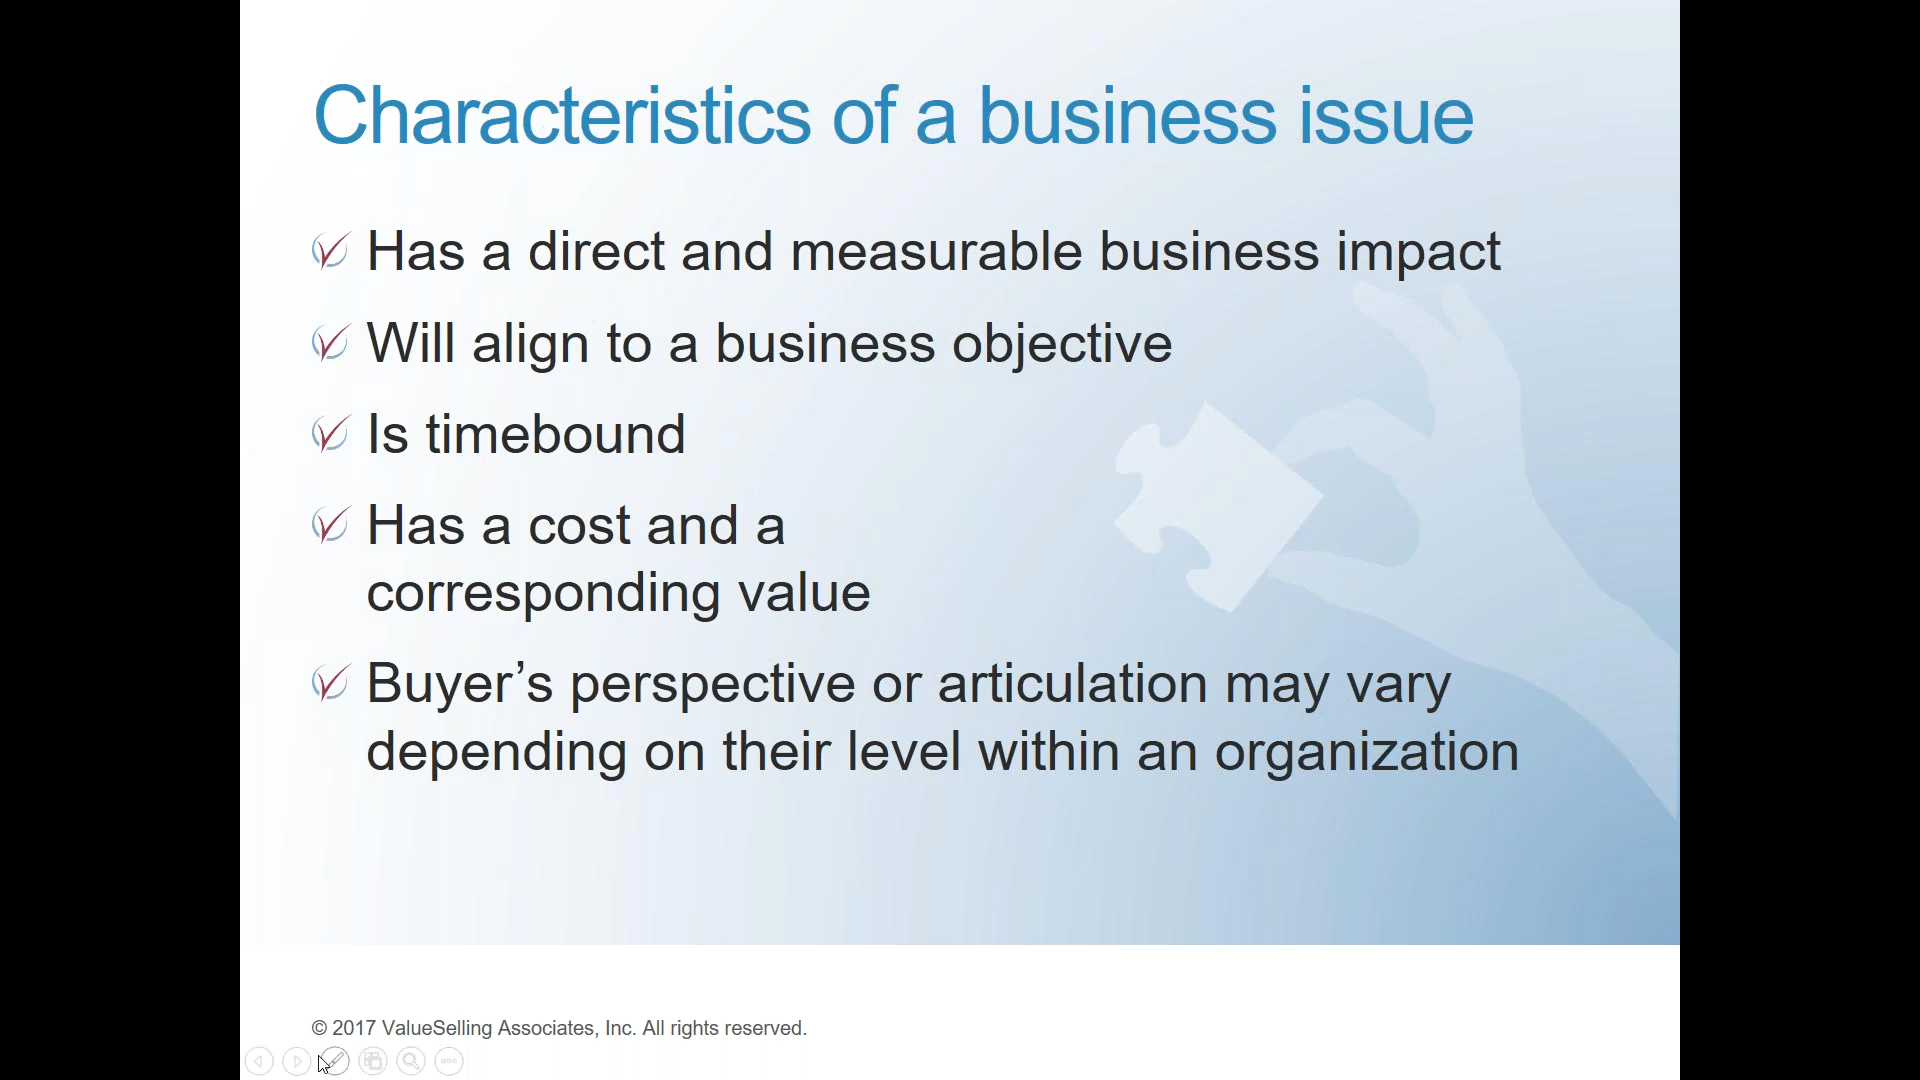 Characteristics of a business issue
Has a direct and measurable business impact
Will align to a business objective
Is timebound
Has a cost and a
corresponding value
Buyer’s perspective or articulation may vary
depending on their level within an organization
© 2017 ValueSelling Associates, Inc. All rights reserved.